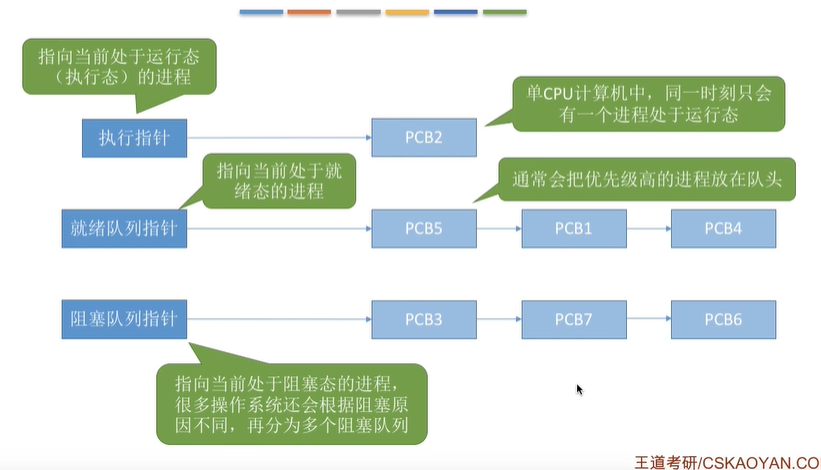 指向当前处于运行态
（执行态）的进程
单CPU计算机中，同一时刻只会
有一个进程处于运行态
执行指针
PCB2
指向当前处于就
绪态的进程
通常会把优先级高的进程放在队头
就绪队列指针
PCB5
PCB1
PCB4
阻塞队列指针
PCB3
PCB7
PCB6
指向当前处于阻塞态的进程，
很多操作系统还会根据阻塞原
因不同，再分为多个阻塞队列
王道考研/CSKAOYAN.CO